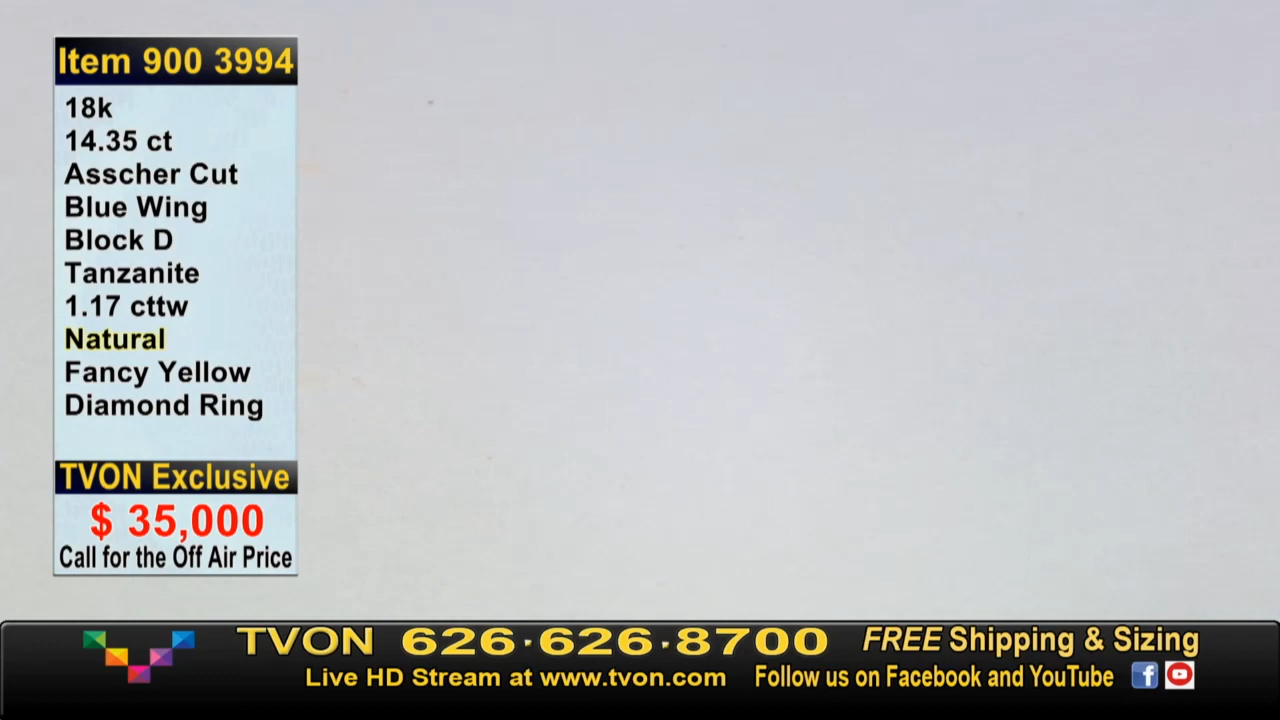 Item 900 3994
18k
14.35 ct
Asscher Cut
Blue Wing
Block D
Tanzanite
1.17 cttw
Natural
Fancy Yellow
Diamond Ring
TVON Exclusive
$ 35,000
Call for the Off Air Price
TVON 626·626·8700 FREE Shipping & Sizing
Live HD Stream at www.tvon.com Follow us on Facebook and YouTube